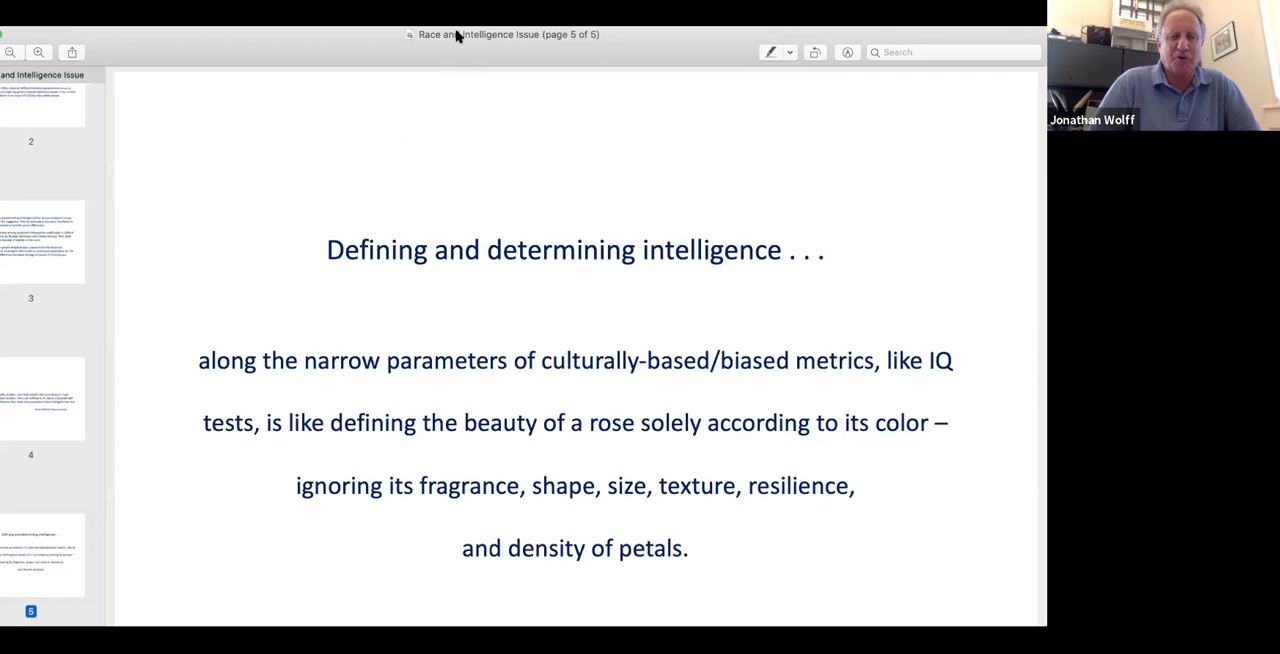 Race and Intelligence Issue (page 5 of 5)
Search
and Intelligence Issue
2
3
4
5
Defining and determining intelligence . . .
along the narrow parameters of culturally-based/biased metrics, like IQ
tests, is like defining the beauty of a rose solely according to its color –
ignoring its fragrance, shape, size, texture, resilience,
and density of petals.
Jonathan Wolff